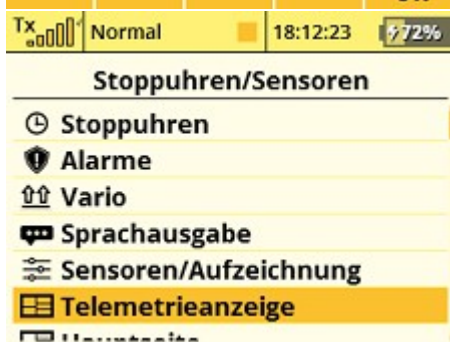 Tx Normal 18:12:23 72%
Stoppuhren/Sensoren
Stoppuhren
Alarme
Vario
Sprachausgabe
Sensoren/Aufzeichnung
Telemetrieanzeige